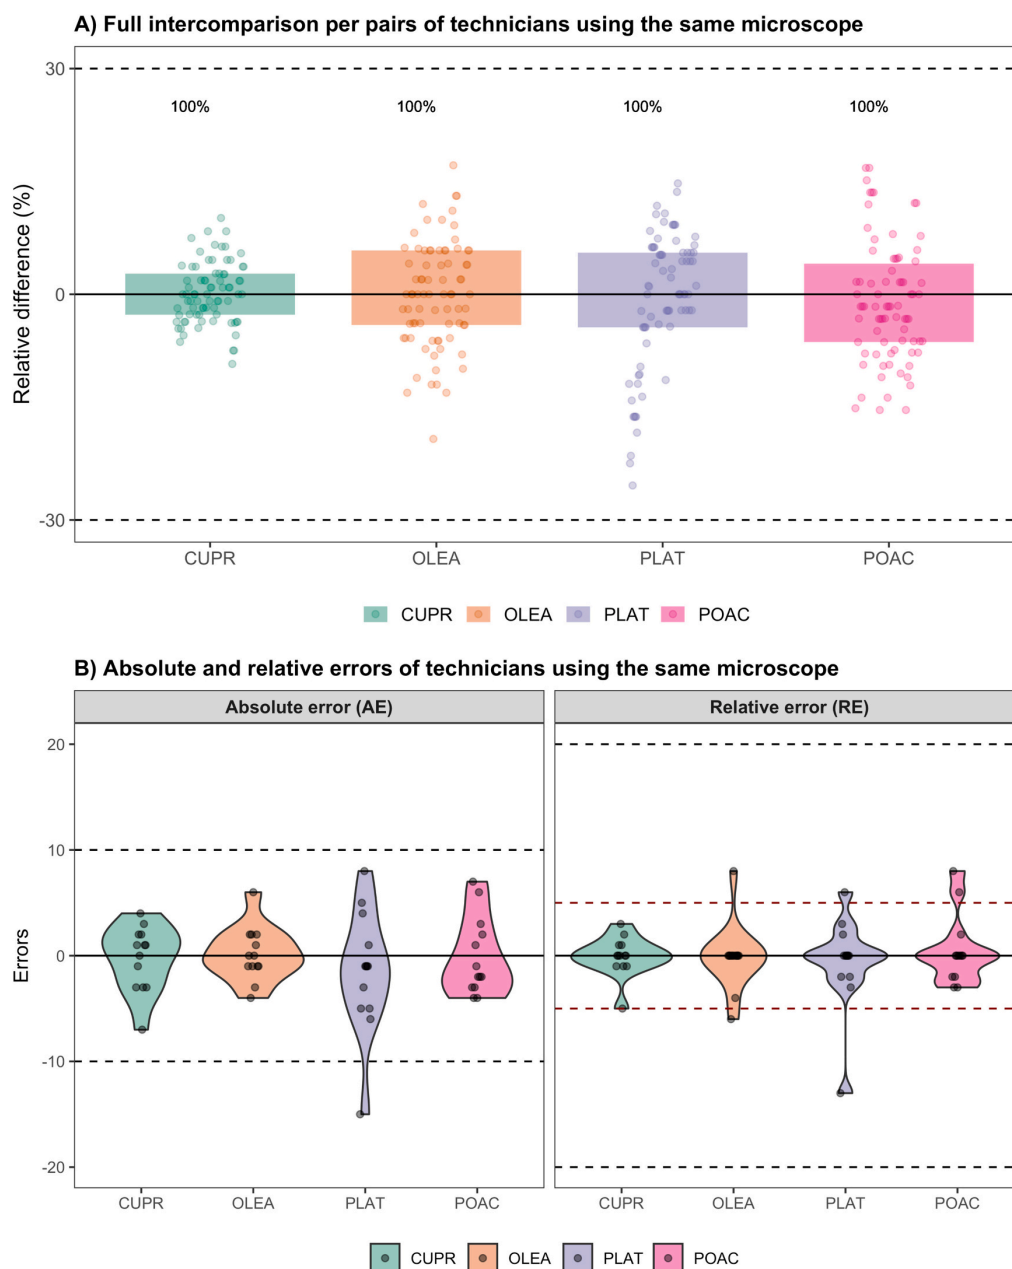 A) Full intercomparison per pairs of technicians using the same microscope
Relative difference (%)
30
0
-30
100%
100%
100%
100%
CUPR
OLEA
PLAT
POAC
CUPR
OLEA
PLAT
POAC
B) Absolute and relative errors of technicians using the same microscope
Absolute error (AE)
Relative error (RE)
Errors
20
10
0
-10
-20
CUPR
OLEA
PLAT
POAC
CUPR
OLEA
PLAT
POAC
CUPR
OLEA
PLAT
POAC